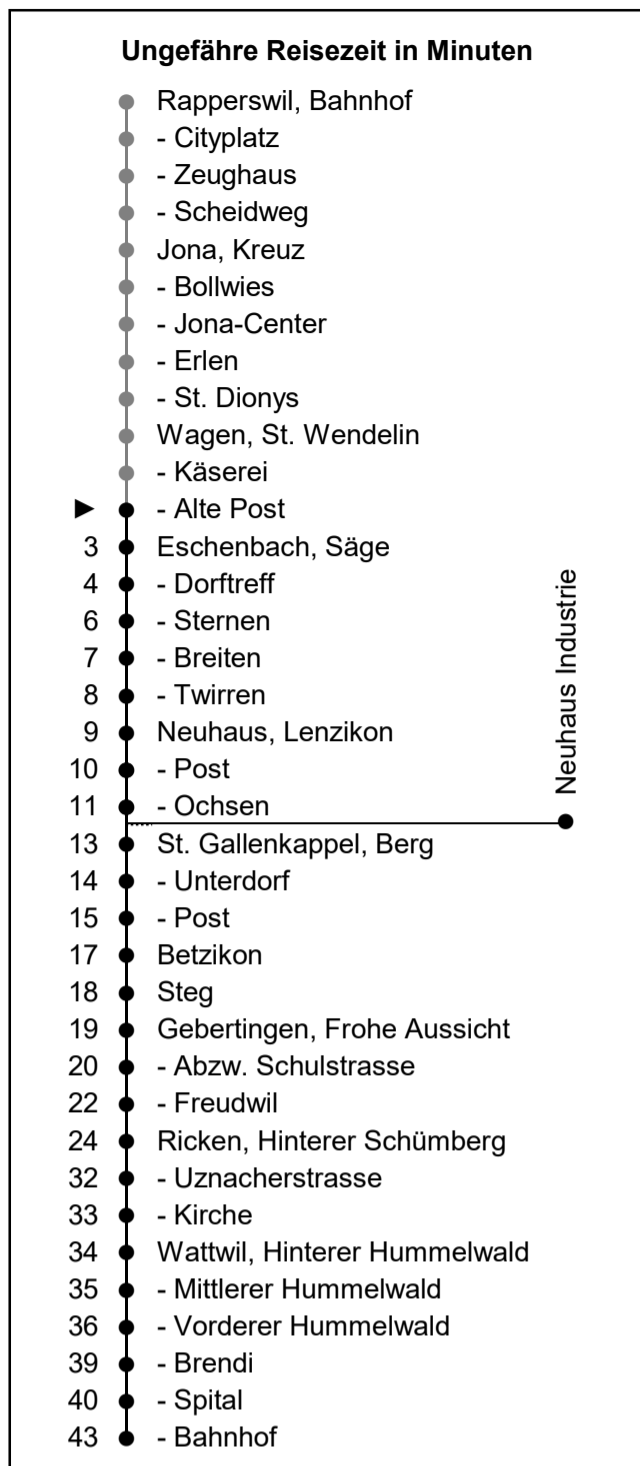 Ungefähre Reisezeit in Minuten
Rapperswil, Bahnhof
- Cityplatz
- Zeughaus
- Scheidweg
Jona, Kreuz
- Bollwies
- Jona-Center
- Erlen
- St. Dionys
Wagen, St. Wendelin
- Käserei
► - Alte Post
3 Eschenbach, Säge
4 - Dorftreff
6 - Sternen
7 - Breiten
8 - Twirren
9 Neuhaus, Lenzikon
10 - Post
11 - Ochsen
Neuhaus Industrie
13 St. Gallenkappel, Berg
14 - Unterdorf
15 - Post
17 Betzikon
18 Steg
19 Gebertingen, Frohe Aussicht
20 - Abzw. Schulstrasse
22 - Freudwil
24 Ricken, Hinterer Schümberg
32 - Uznacherstrasse
33 - Kirche
34 Wattwil, Hinterer Hummelwald
35 - Mittlerer Hummelwald
36 - Vorderer Hummelwald
39 - Brendi
40 - Spital
43 - Bahnhof